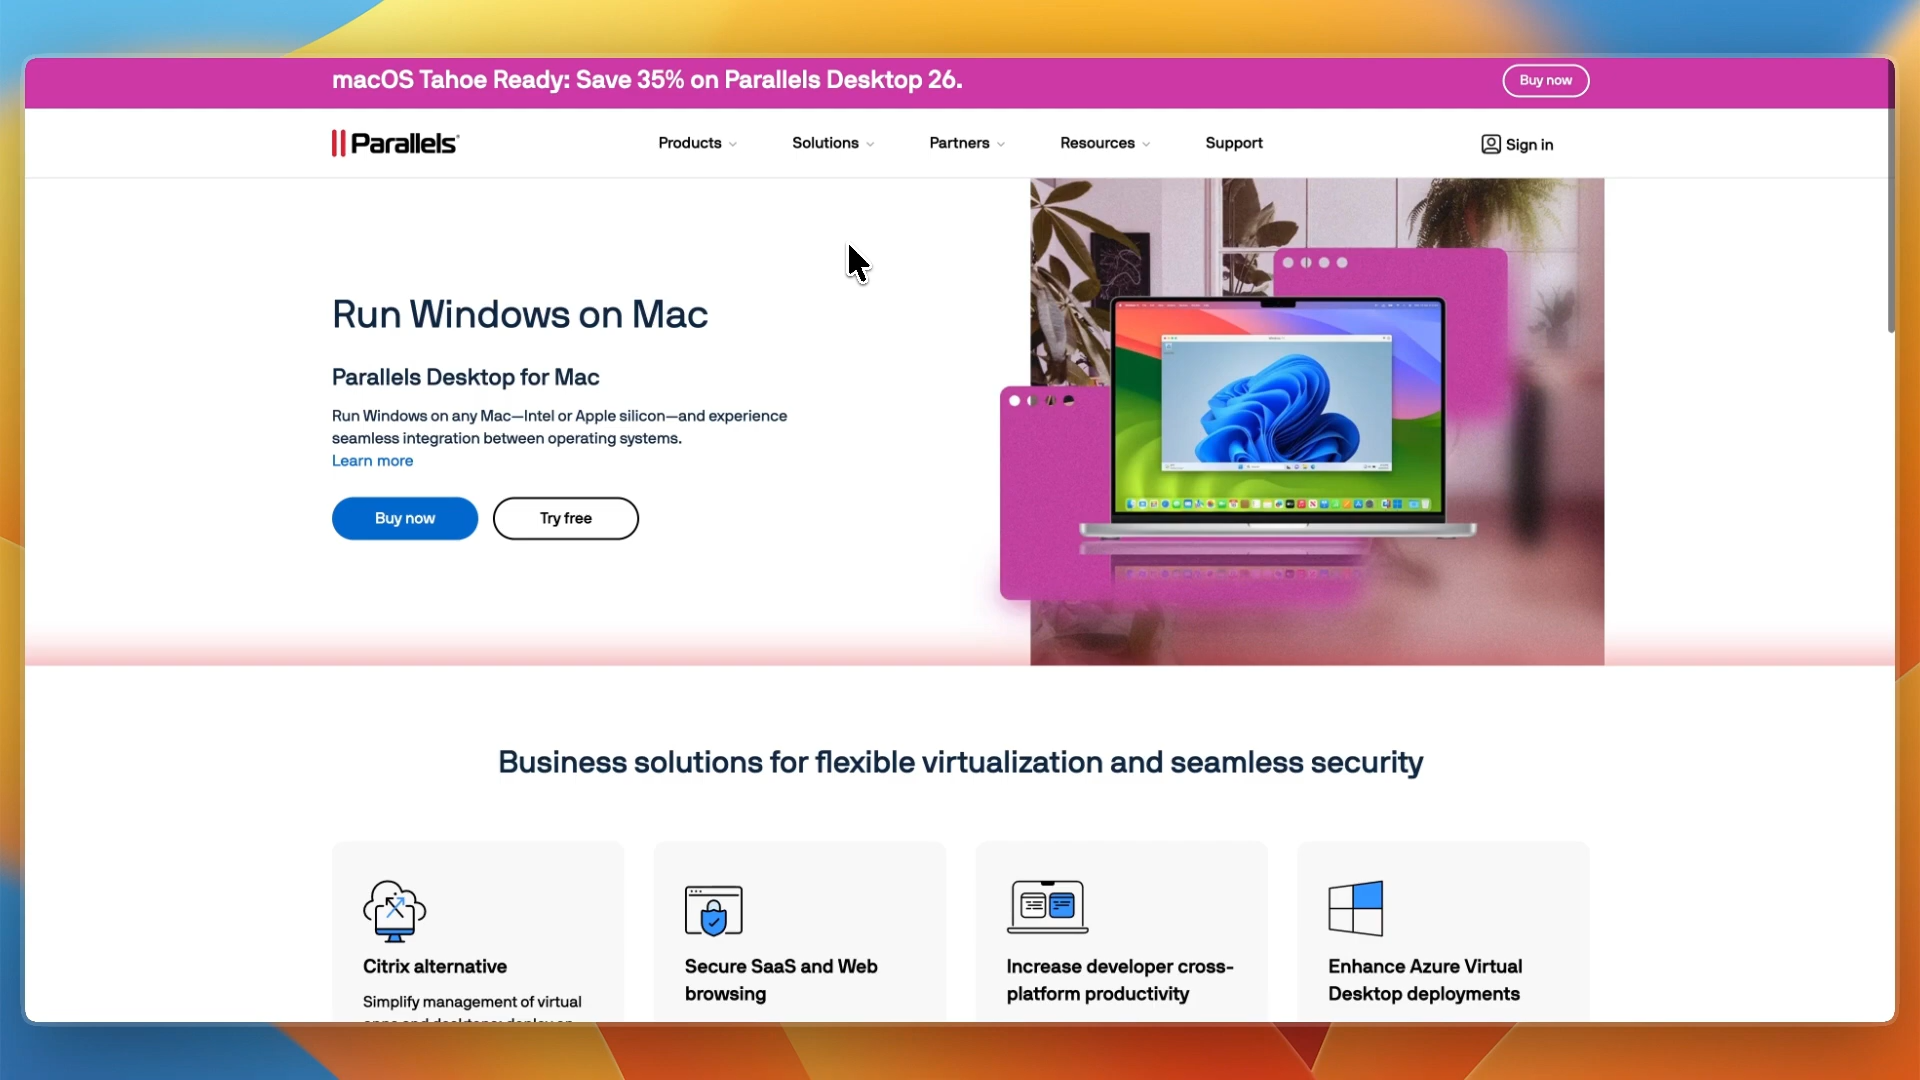 macOS Tahoe Ready: Save 35% on Parallels Desktop 26.
Buy now
Parallels
Products
Solutions
Partners
Resources
Support
Sign in
Run Windows on Mac
Parallels Desktop for Mac
Run Windows on any Mac—Intel or Apple silicon—and experience
seamless integration between operating systems.
Learn more
Buy now
Try free
Business solutions for flexible virtualization and seamless security
Citrix alternative
Simplify management of virtual
Secure SaaS and Web
browsing
Increase developer cross-
platform productivity
Enhance Azure Virtual
Desktop deployments